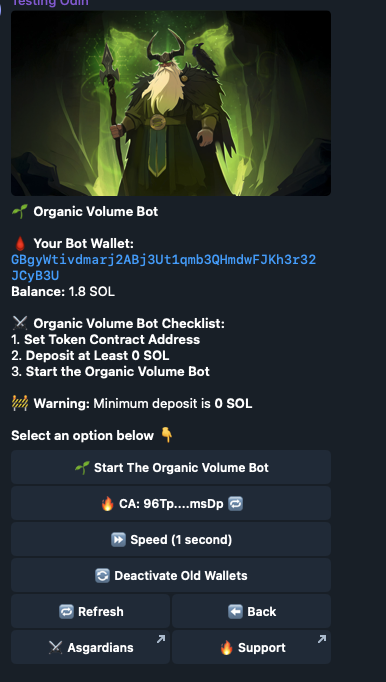 Testing Odin
🌱 Organic Volume Bot
🩸 Your Bot Wallet:
GBgyWtivdmarj2ABj3Ut1qmb3QHmdwFJKh3r32
JCyB3U
Balance: 1.8 SOL
⚔️ Organic Volume Bot Checklist:
1. Set Token Contract Address
2. Deposit at Least 0 SOL
3. Start the Organic Volume Bot
🚧 Warning: Minimum deposit is 0 SOL
Select an option below 👇
🌱 Start The Organic Volume Bot
🔥 CA: 96Tp....msDp 🔁
⏩ Speed (1 second)
🔄 Deactivate Old Wallets
🔁 Refresh
⬅️ Back
⚔️ Asgardians
🔥 Support